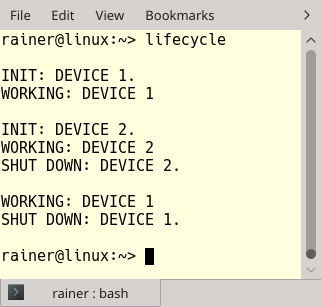 File Edit View Bookmarks >
rainer@linux:~> lifecycle
INIT: DEVICE 1.
WORKING: DEVICE 1
INIT: DEVICE 2.
WORKING: DEVICE 2
SHUT DOWN: DEVICE 2.
WORKING: DEVICE 1
SHUT DOWN: DEVICE 1.
rainer@linux:~>
rainer : bash